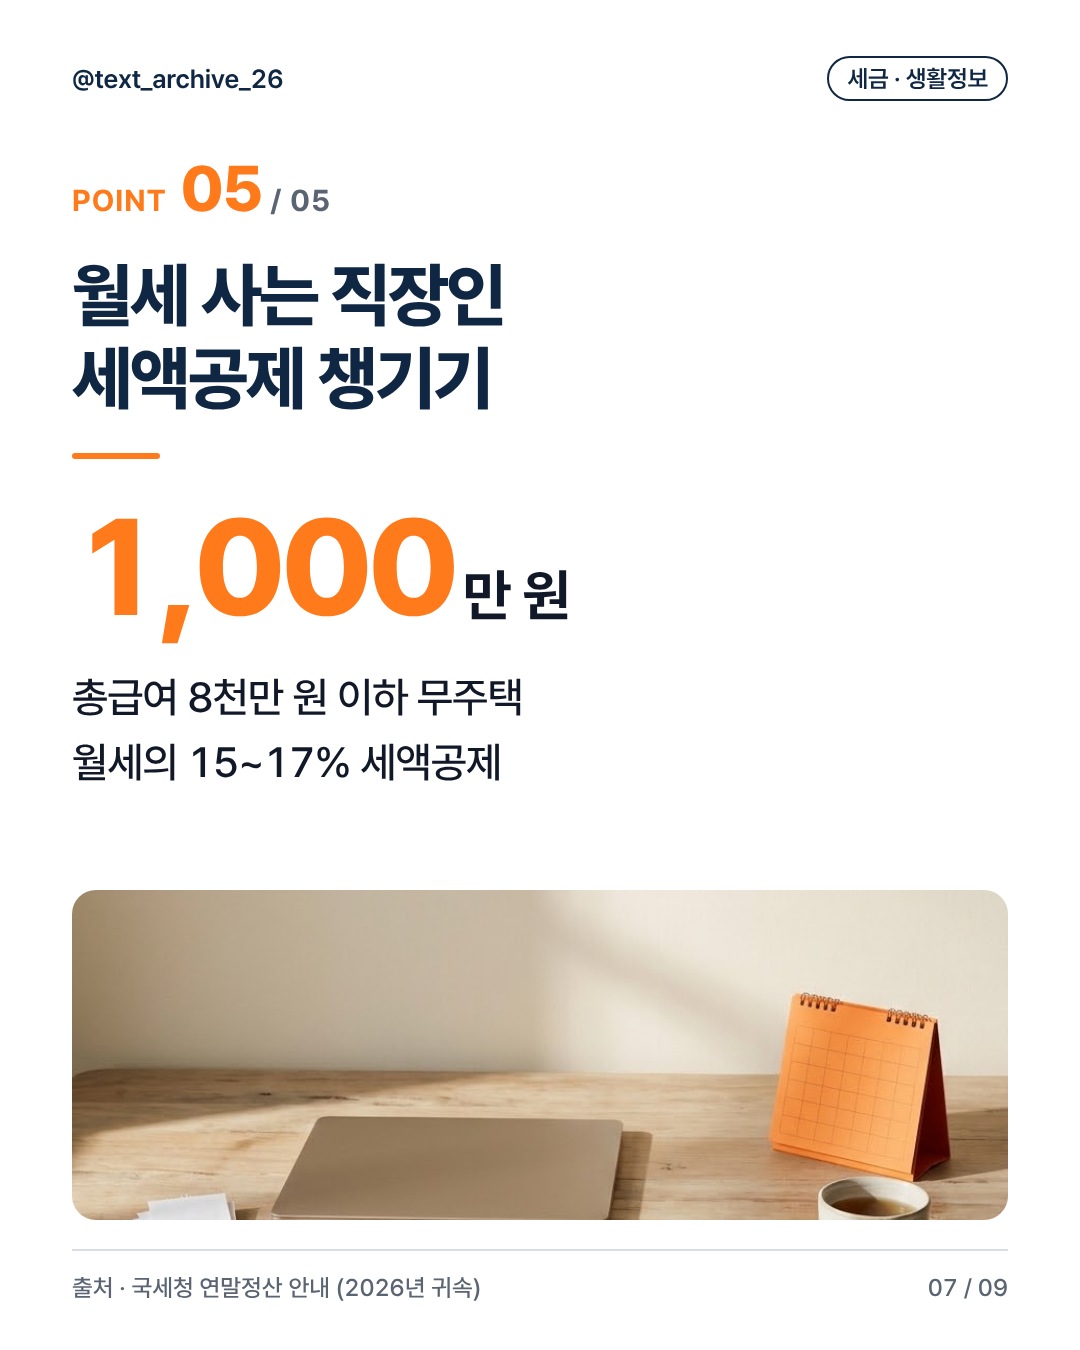 @text_archive_26
세금 · 생활정보
POINT 05 / 05
월세 사는 직장인
세액공제 챙기기
1,000만 원
총급여 8천만 원 이하 무주택
월세의 15~17% 세액공제
출처 · 국세청 연말정산 안내 (2026년 귀속)
07 / 09